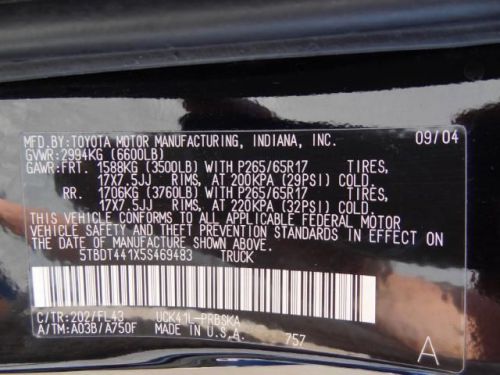 MFD.BY:TOYOTA MOTOR MANUFACTURING, INDIANA, INC. 09/04
GVWR:2994KG (6600LB)
GAWR:FRT. 1588KG (3500LB) WITH P265/65R17 TIRES,
17X7.5JJ RIMS, AT 200KPA (29PSI) COLD
RR. 1706KG (3760LB) WITH P265/65R17 TIRES,
17X7.5JJ RIMS, AT 220KPA (32PSI) COLD
THIS VEHICLE CONFORMS TO ALL APPLICABLE FEDERAL MOTOR
VEHICLE SAFETY AND THEFT PREVENTION STANDARDS IN
EFFECT ON THE DATE OF MANUFACTURE SHOWN ABOVE.
5TBDT441X5S469483 TRUCK
C/TR:202/FL43 UCK41L-PRBSKA
A/TM:A03B/A750F MADE IN U.S.A. 757 A